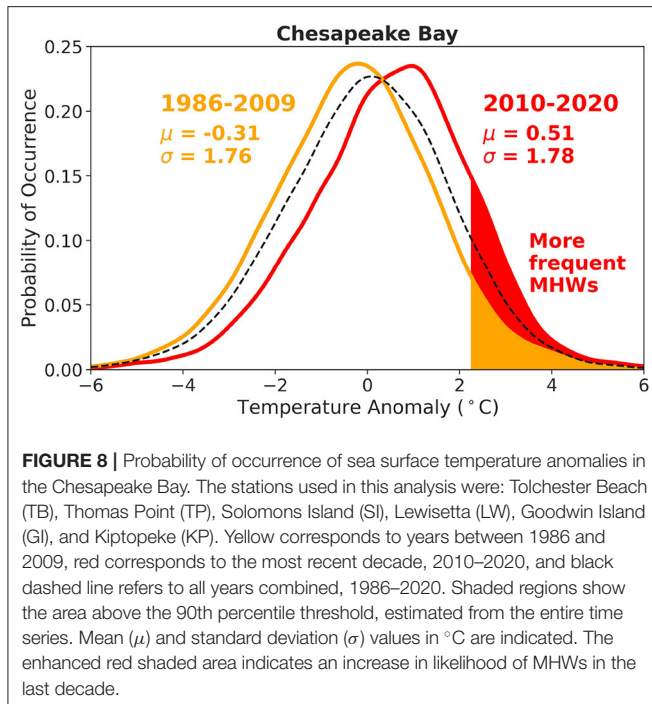 Chesapeake Bay
0.25
0.20
0.15
0.10
0.05
0.00
Probability of Occurrence
1986-2009
μ = -0.31
σ = 1.76
2010-2020
μ = 0.51
σ = 1.78
More
frequent
MHWs
−6
−4
−2
0
2
4
6
Temperature Anomaly (°C)
FIGURE 8 | Probability of occurrence of sea surface temperature anomalies in
the Chesapeake Bay. The stations used in this analysis were: Tolchester Beach
(TB), Thomas Point (TP), Solomons Island (SI), Lewisetta (LW), Goodwin Island
(GI), and Kiptopeke (KP). Yellow corresponds to years between 1986 and
2009, red corresponds to the most recent decade, 2010–2020, and black
dashed line refers to all years combined, 1986–2020. Shaded regions show
the area above the 90th percentile threshold, estimated from the entire time
series. Mean (μ) and standard deviation (σ) values in °C are indicated. The
enhanced red shaded area indicates an increase in likelihood of MHWs in the
last decade.